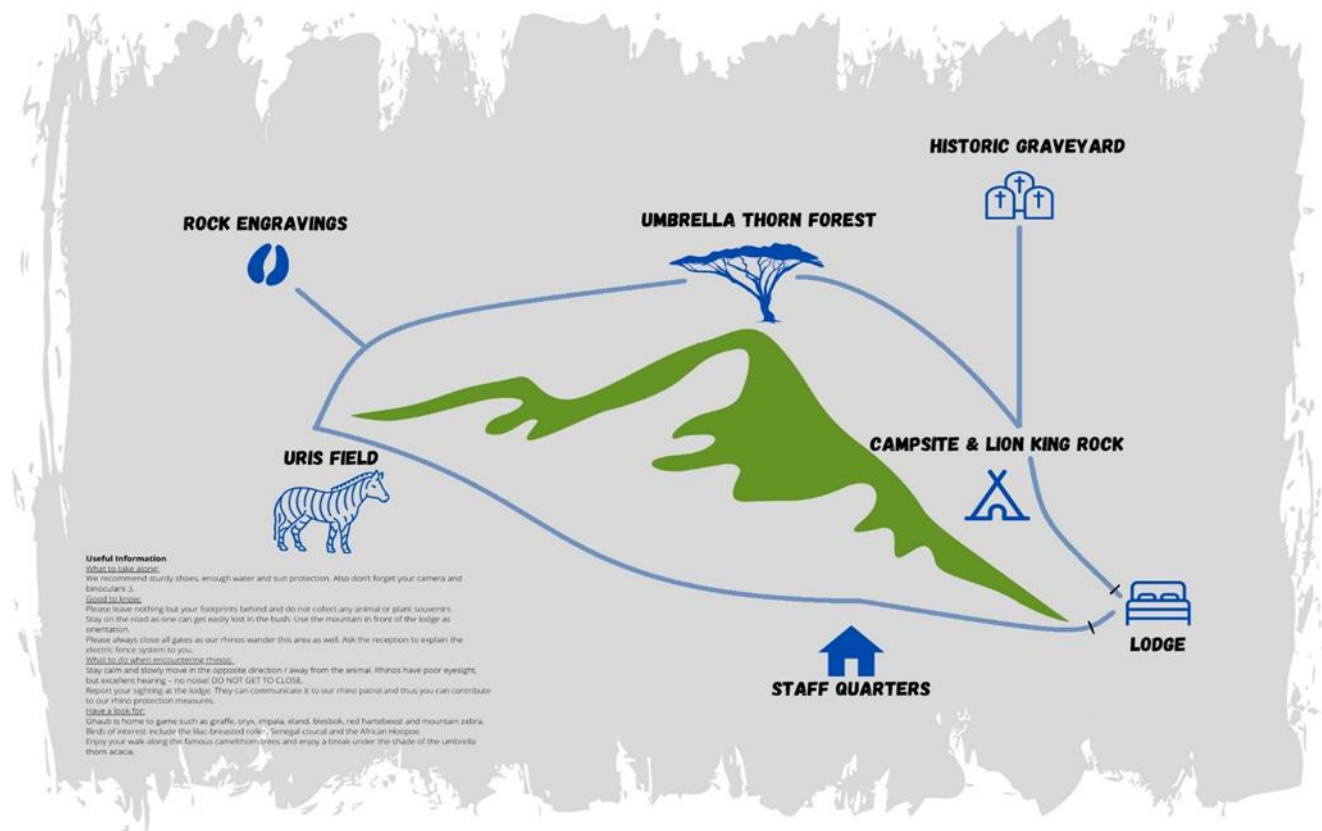 HISTORIC GRAVEYARD
ROCK ENGRAVINGS
UMBRELLA THORN FOREST
CAMPSITE & LION KING ROCK
URIS FIELD
LODGE
STAFF QUARTERS
Useful Information
What to take along:
We recommend sturdy shoes, enough water and sun protection. Also don't forget your camera and
binoculars ;).
Good to know:
Please leave nothing but your footprints behind and do not collect any animal or plant souvenirs.
Stay on the road as one can get easily lost in the bush. Use the mountain in front of the lodge as
orientation.
Please always close all gates as our rhinos wander this area as well. Ask the reception to explain the
electric fence system to you.
What to do when encountering rhinos:
Stay calm and slowly move in the opposite direction / away from the animal. Rhinos have poor eyesight,
but excellent hearing – no noise! DO NOT GET TO CLOSE.
Report your sighting at the lodge. They can communicate it to our rhino patrol and thus you can contribute
to our rhino protection measures.
Have a look for:
Ghaub is home to game such as giraffe, oryx, impala, eland, blesbok, red hartebeest and mountain zebra.
Birds of interest include the lilac-breasted roller, Senegal coucal and the African Hoopoe
Enjoy your walk along the famous camelthorn trees and enjoy a break under the shade of the umbrella
thorn acacia.